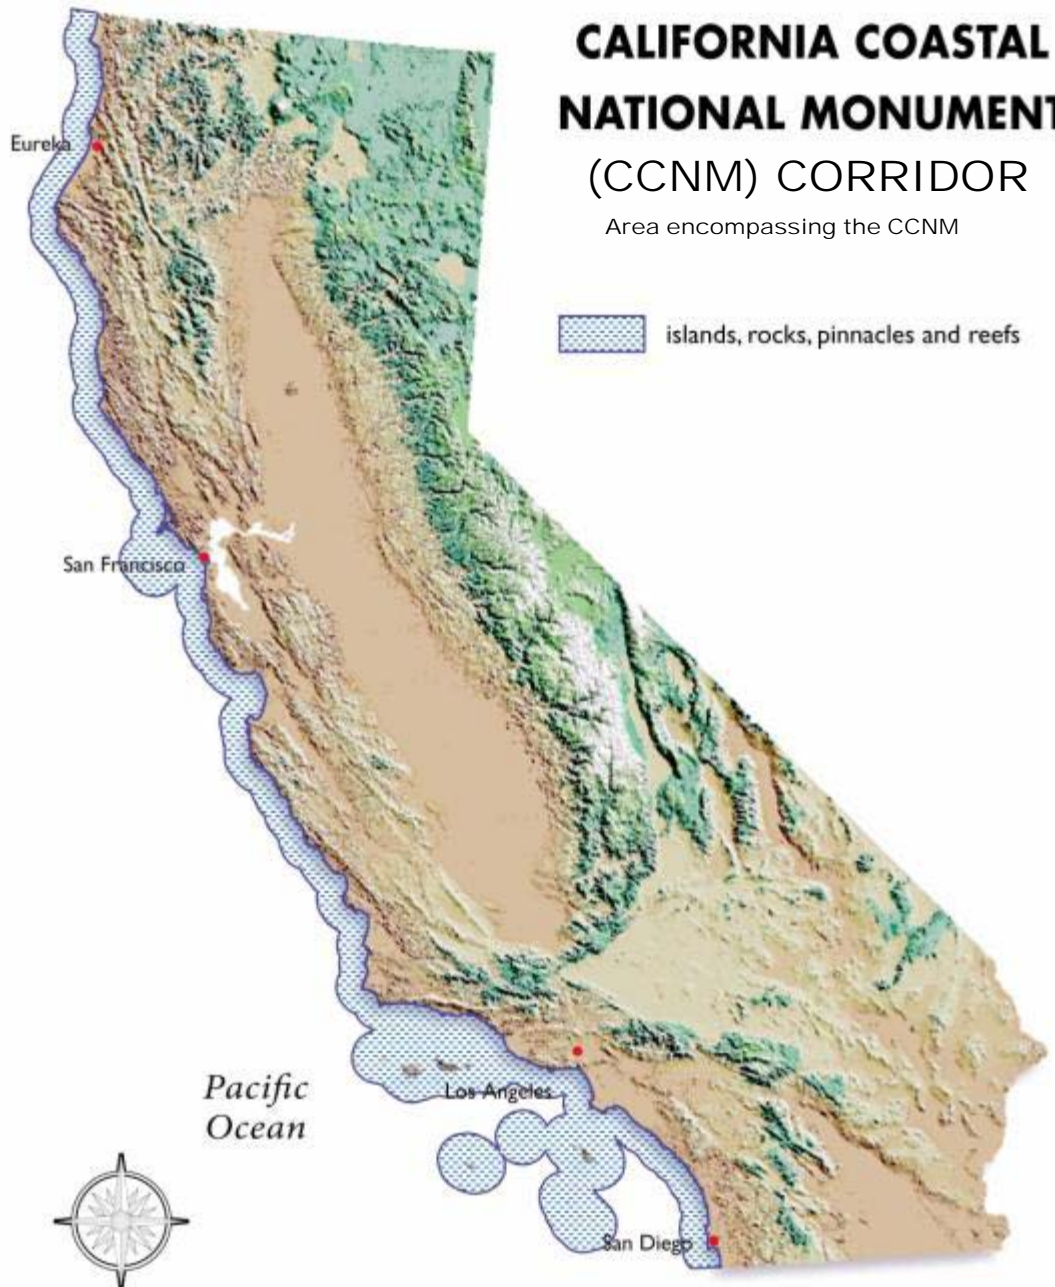 CALIFORNIA COASTAL
NATIONAL MONUMENT
(CCNM) CORRIDOR
Area encompassing the CCNM
islands, rocks, pinnacles and reefs
Eureka
San Francisco
Los Angeles
Pacific
Ocean
San Diego